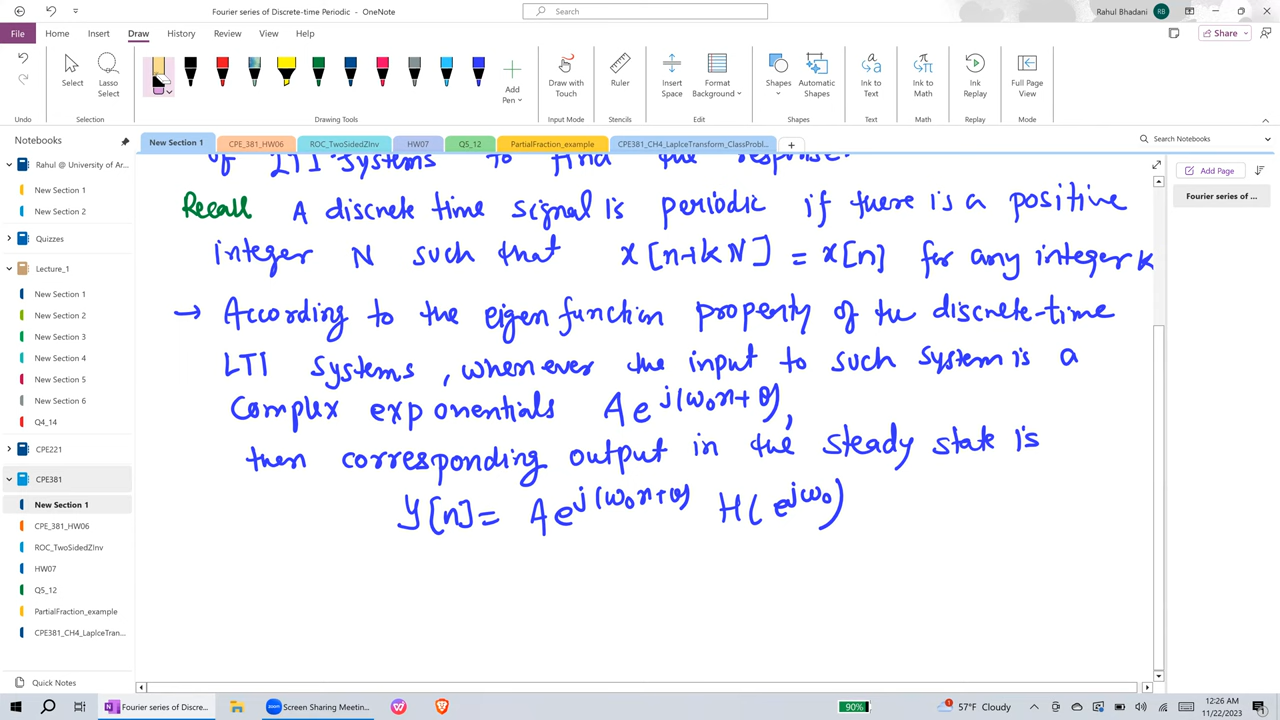 Fourier series of Discrete-time Periodic - OneNote
Search
Rahul Bhadani
RB
File
Home
Insert
Draw
History
Review
View
Help
Share
Select
Lasso Select
Add Pen
Draw with Touch
Ruler
Insert Space
Format Background
Shapes
Automatic Shapes
Ink to Text
Ink to Math
Ink Replay
Full Page View
Undo
Selection
Drawing Tools
Input Mode
Stencils
Edit
Convert
Replay
Notebooks
New Section 1
CPE_381_HW06
ROC_TwoSidedZInv
HW07
Q5_12
PartialFraction_example
CPE381_CH4_LaplceTransform_ClassProbl...
Search Notebooks
Add Page
Fourier series of ...
Rahul @ University of Ar...
New Section 1
New Section 2
Quizzes
Lecture_1
New Section 1
New Section 2
New Section 3
New Section 4
New Section 5
New Section 6
Q4_14
CPE221
CPE381
New Section 1
CPE_381_HW06
ROC_TwoSidedZInv
HW07
Q5_12
PartialFraction_example
CPE381_CH4_LaplceTran...
Quick Notes
of LTI systems to find the response.
Recall A discrete time signal is periodic if there is a positive
integer N such that x[n+kN] = x[n] for any integer k
→ According to the eigen function property of the discrete-time
LTI systems, whenever the input to such system is a
Complex exponentials Ae^{j(ω₀n+θ)},
then corresponding output in the steady state is
Y[n] = Ae^{j(ω₀n+θ)} H(e^{jω₀})
Fourier series of Discre...
Screen Sharing Meetin...
90%
57°F Cloudy
12:26 AM
11/22/2023